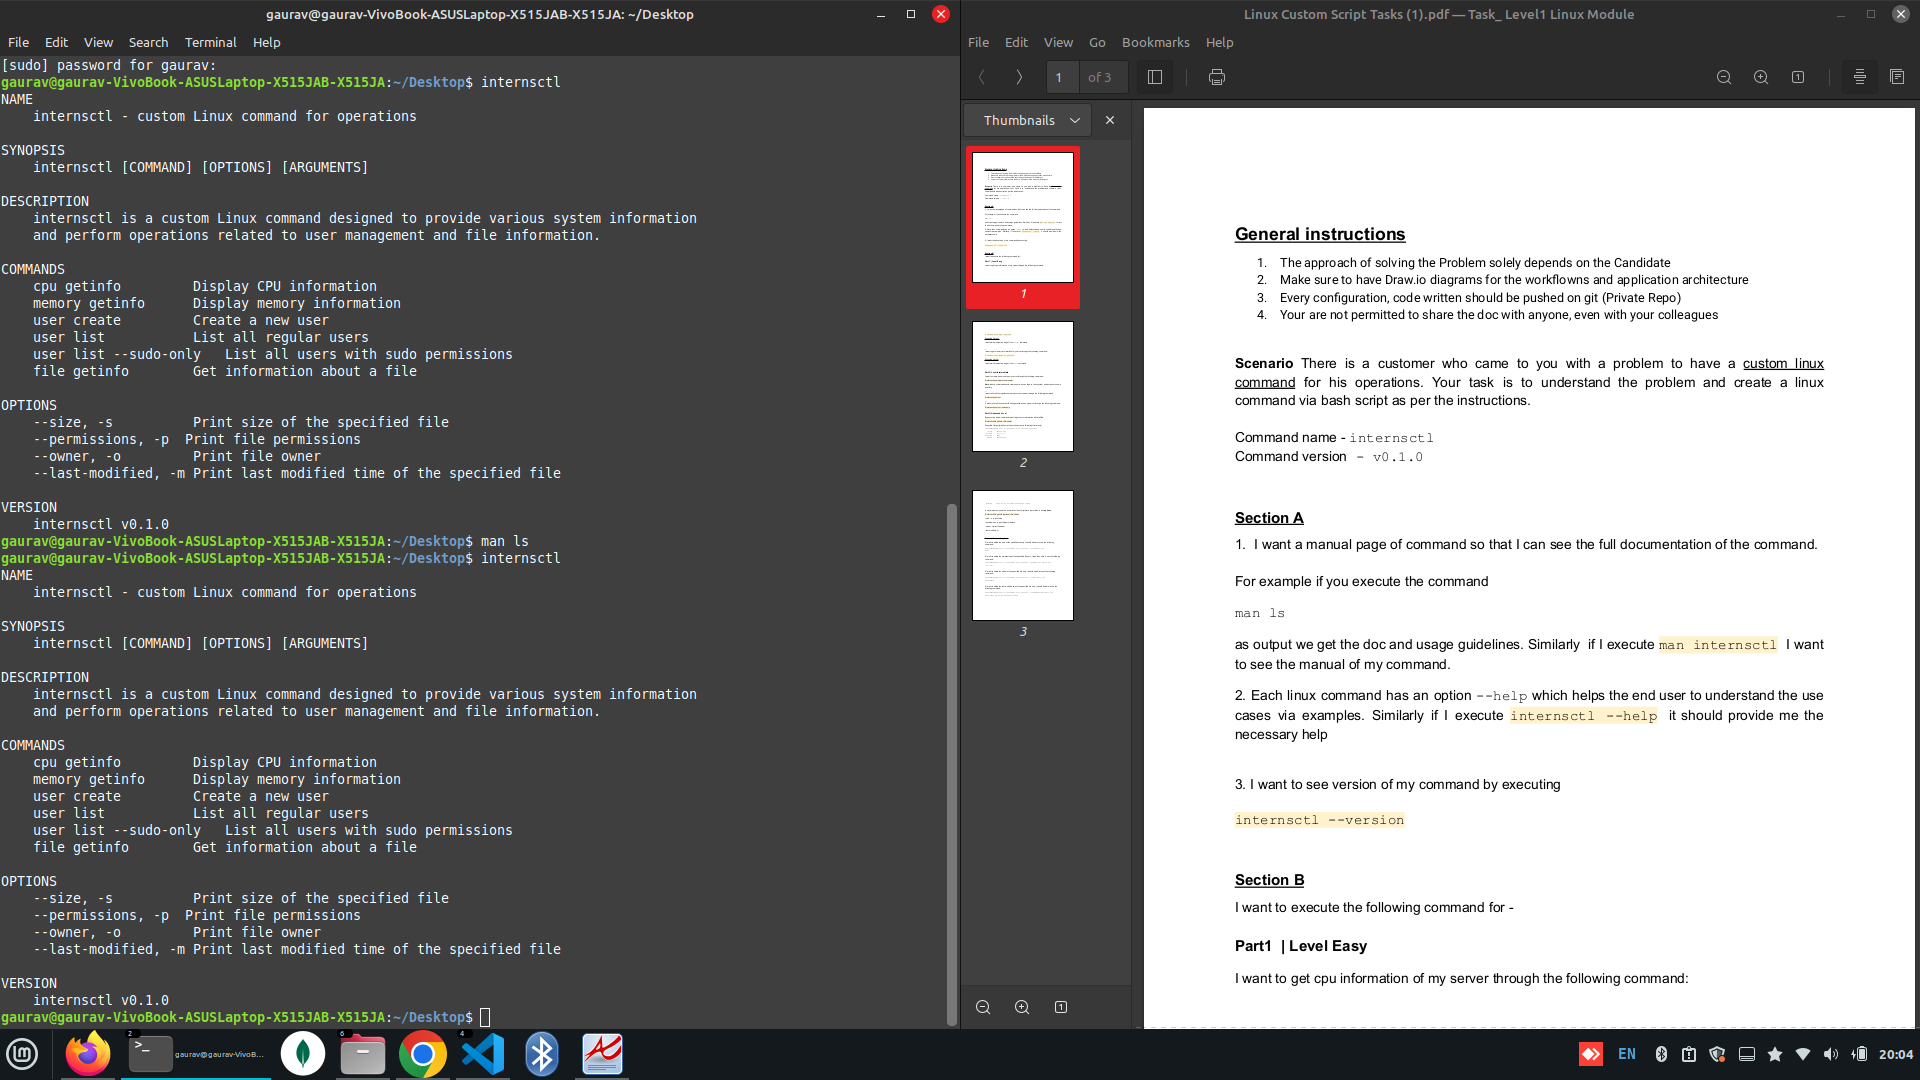 gaurav@gaurav-VivoBook-ASUSLaptop-X515JAB-X515JA: ~/Desktop
File Edit View Search Terminal Help
[sudo] password for gaurav:
gaurav@gaurav-VivoBook-ASUSLaptop-X515JAB-X515JA:~/Desktop$ internsctl
NAME
internsctl - custom Linux command for operations
SYNOPSIS
internsctl [COMMAND] [OPTIONS] [ARGUMENTS]
DESCRIPTION
internsctl is a custom Linux command designed to provide various system information
and perform operations related to user management and file information.
COMMANDS
cpu getinfo Display CPU information
memory getinfo Display memory information
user create Create a new user
user list List all regular users
user list --sudo-only List all users with sudo permissions
file getinfo Get information about a file
OPTIONS
--size, -s Print size of the specified file
--permissions, -p Print file permissions
--owner, -o Print file owner
--last-modified, -m Print last modified time of the specified file
VERSION
internsctl v0.1.0
gaurav@gaurav-VivoBook-ASUSLaptop-X515JAB-X515JA:~/Desktop$ man ls
gaurav@gaurav-VivoBook-ASUSLaptop-X515JAB-X515JA:~/Desktop$ internsctl
NAME
internsctl - custom Linux command for operations
SYNOPSIS
internsctl [COMMAND] [OPTIONS] [ARGUMENTS]
DESCRIPTION
internsctl is a custom Linux command designed to provide various system information
and perform operations related to user management and file information.
COMMANDS
cpu getinfo Display CPU information
memory getinfo Display memory information
user create Create a new user
user list List all regular users
user list --sudo-only List all users with sudo permissions
file getinfo Get information about a file
OPTIONS
--size, -s Print size of the specified file
--permissions, -p Print file permissions
--owner, -o Print file owner
--last-modified, -m Print last modified time of the specified file
VERSION
internsctl v0.1.0
gaurav@gaurav-VivoBook-ASUSLaptop-X515JAB-X515JA:~/Desktop$
Linux Custom Script Tasks (1).pdf — Task_ Level1 Linux Module
File Edit View Go Bookmarks Help
1 of 3
Thumbnails
1
2
3
General instructions
1. The approach of solving the Problem solely depends on the Candidate
2. Make sure to have Draw.io diagrams for the workflowns and application architecture
3. Every configuration, code written should be pushed on git (Private Repo)
4. Your are not permitted to share the doc with anyone, even with your colleagues
Scenario There is a customer who came to you with a problem to have a custom linux
command for his operations. Your task is to understand the problem and create a linux
command via bash script as per the instructions.
Command name - internsctl
Command version - v0.1.0
Section A
1. I want a manual page of command so that I can see the full documentation of the command.
For example if you execute the command
man ls
as output we get the doc and usage guidelines. Similarly if I execute man internsctl I want
to see the manual of my command.
2. Each linux command has an option --help which helps the end user to understand the use
cases via examples. Similarly if I execute internsctl --help it should provide me the
necessary help
3. I want to see version of my command by executing
internsctl --version
Section B
I want to execute the following command for -
Part1 | Level Easy
I want to get cpu information of my server through the following command:
2
gaurav@gaurav-VivoB...
6
4
EN
20:04